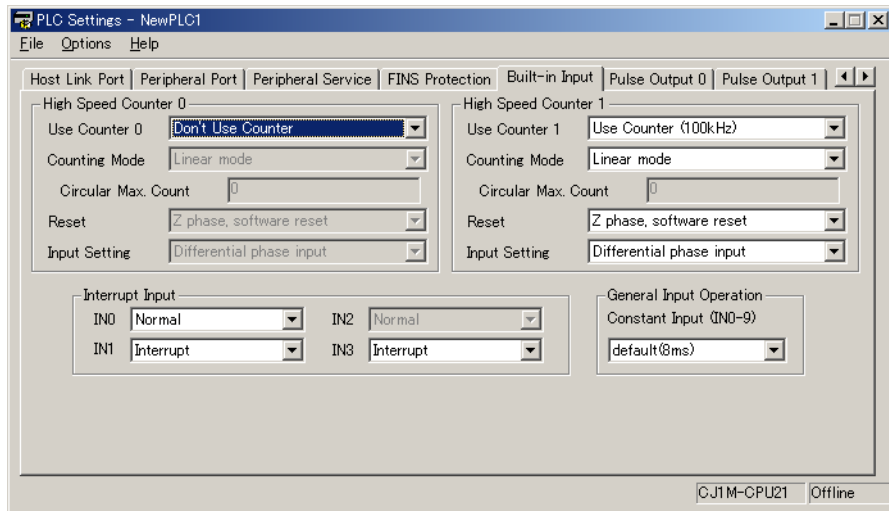 PLC Settings - NewPLC1
File Options Help
Host Link Port Peripheral Port Peripheral Service FINS Protection Built-in Input Pulse Output 0 Pulse Output 1
High Speed Counter 0
Use Counter 0 Don't Use Counter
Counting Mode Linear mode
Circular Max. Count 0
Reset Z phase, software reset
Input Setting Differential phase input
High Speed Counter 1
Use Counter 1 Use Counter (100kHz)
Counting Mode Linear mode
Circular Max. Count 0
Reset Z phase, software reset
Input Setting Differential phase input
Interrupt Input
IN0 Normal IN2 Normal
IN1 Interrupt IN3 Interrupt
General Input Operation
Constant Input (IN0-9)
default(8ms)
CJ1M-CPU21 Offline